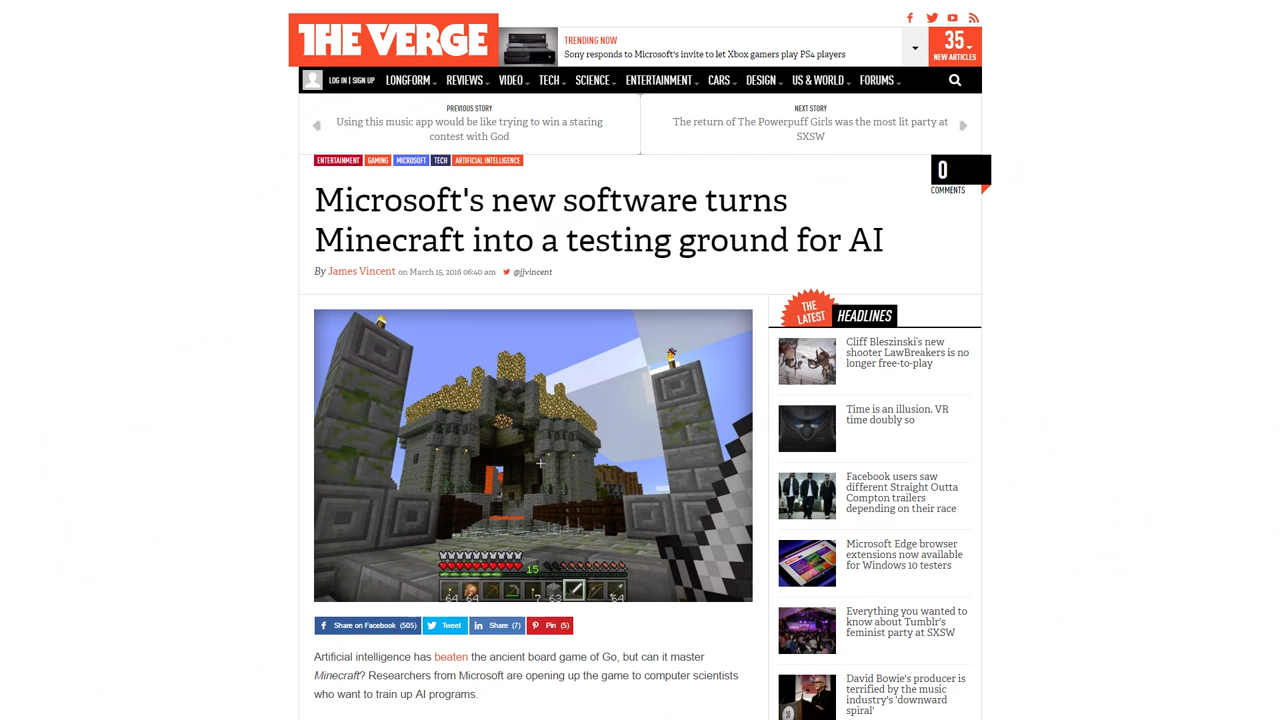 THE VERGE
TRENDING NOW
Sony responds to Microsoft's invite to let Xbox gamers play PS4 players
35
NEW ARTICLES
LOG IN | SIGN UP
LONGFORM
REVIEWS
VIDEO
TECH
SCIENCE
ENTERTAINMENT
CARS
DESIGN
US & WORLD
FORUMS
PREVIOUS STORY
Using this music app would be like trying to win a staring
contest with God
NEXT STORY
The return of The Powerpuff Girls was the most lit party at
SXSW
ENTERTAINMENT
GAMING
MICROSOFT
TECH
ARTIFICIAL INTELLIGENCE
0
COMMENTS
Microsoft's new software turns
Minecraft into a testing ground for AI
By James Vincent on March 15, 2016 06:40 am @jjvincent
15
64
64
7
63
64
Share on Facebook (505)
Tweet
Share (7)
Pin (5)
Artificial intelligence has beaten the ancient board game of Go, but can it master
Minecraft? Researchers from Microsoft are opening up the game to computer scientists
who want to train up AI programs.
THE
LATEST
HEADLINES
Cliff Bleszinski's new
shooter LawBreakers is no
longer free-to-play
Time is an illusion. VR
time doubly so
Facebook users saw
different Straight Outta
Compton trailers
depending on their race
Microsoft Edge browser
extensions now available
for Windows 10 testers
Everything you wanted to
know about Tumblr's
feminist party at SXSW
David Bowie's producer is
terrified by the music
industry's 'downward
spiral'